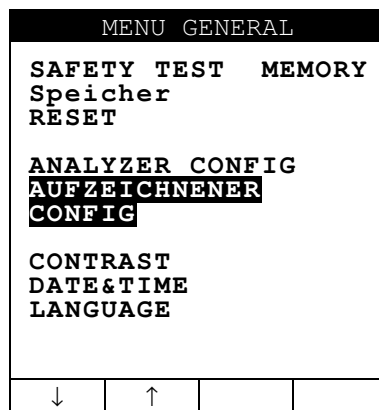 MENU GENERAL
SAFETY TEST MEMORY
Speicher
RESET
ANALYZER CONFIG
AUFZEICHNENER
CONFIG
CONTRAST
DATE&TIME
LANGUAGE
↓ ↑